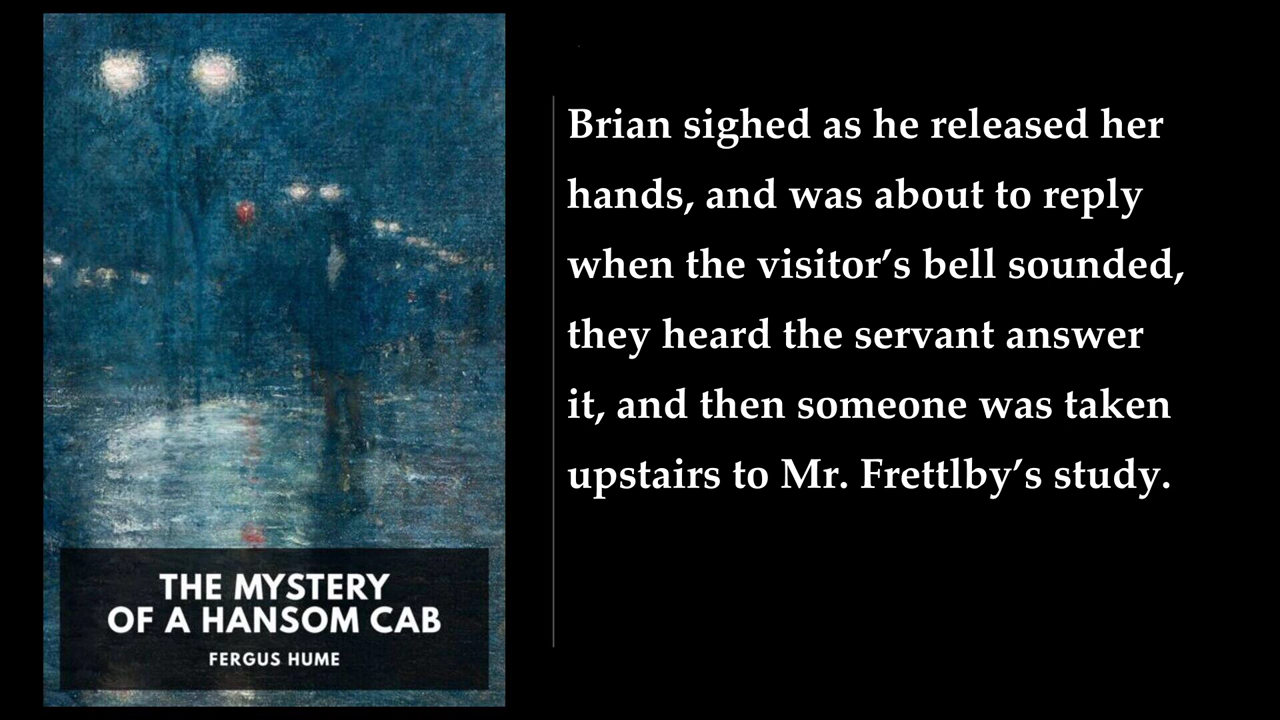 THE MYSTERY
OF A HANSOM CAB
FERGUS HUME
Brian sighed as he released her
hands, and was about to reply
when the visitor’s bell sounded,
they heard the servant answer
it, and then someone was taken
upstairs to Mr. Frettlby’s study.